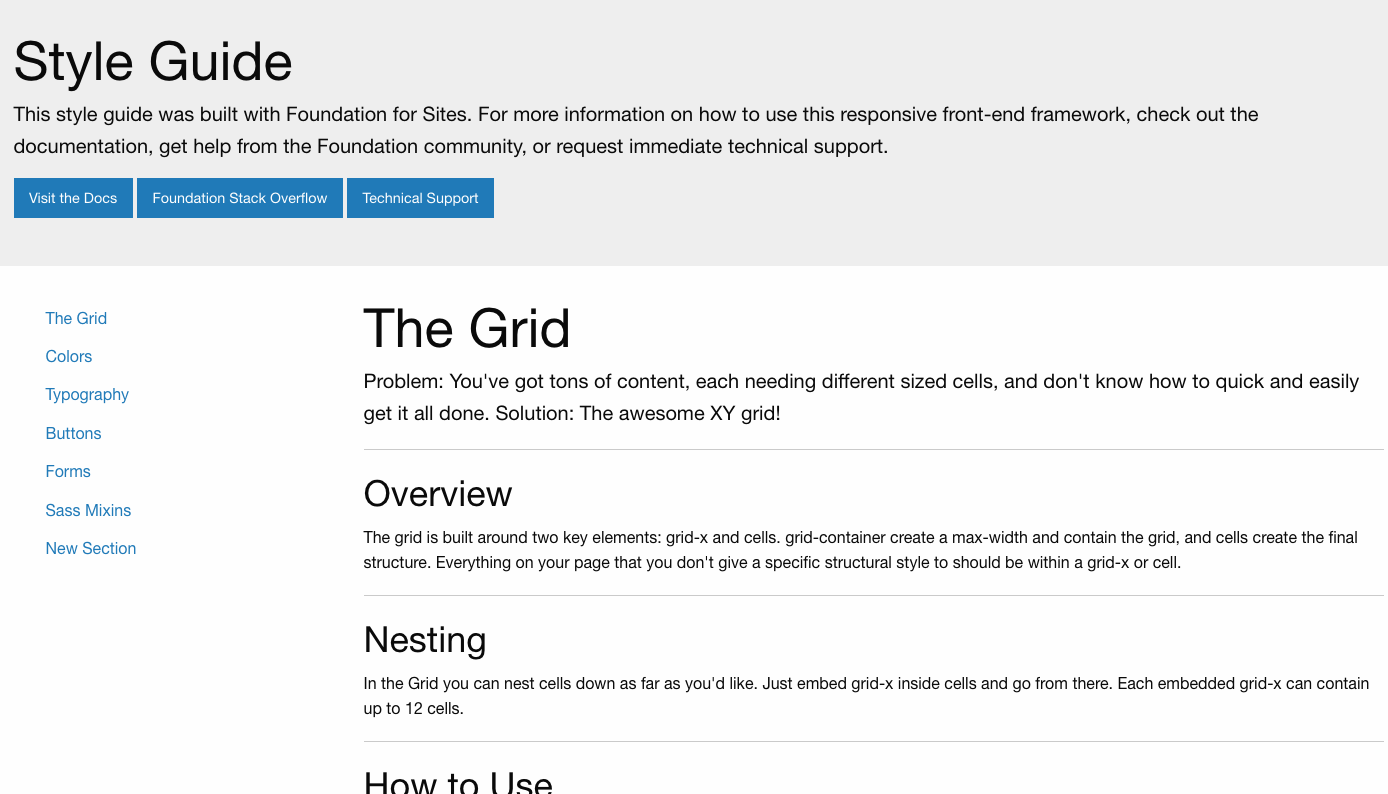 Style Guide
This style guide was built with Foundation for Sites. For more information on how to use this responsive front-end framework, check out the
documentation, get help from the Foundation community, or request immediate technical support.
Visit the Docs
Foundation Stack Overflow
Technical Support
The Grid
Colors
Typography
Buttons
Forms
Sass Mixins
New Section
The Grid
Problem: You've got tons of content, each needing different sized cells, and don't know how to quick and easily
get it all done. Solution: The awesome XY grid!
Overview
The grid is built around two key elements: grid-x and cells. grid-container create a max-width and contain the grid, and cells create the final
structure. Everything on your page that you don't give a specific structural style to should be within a grid-x or cell.
Nesting
In the Grid you can nest cells down as far as you'd like. Just embed grid-x inside cells and go from there. Each embedded grid-x can contain
up to 12 cells.
How to Use